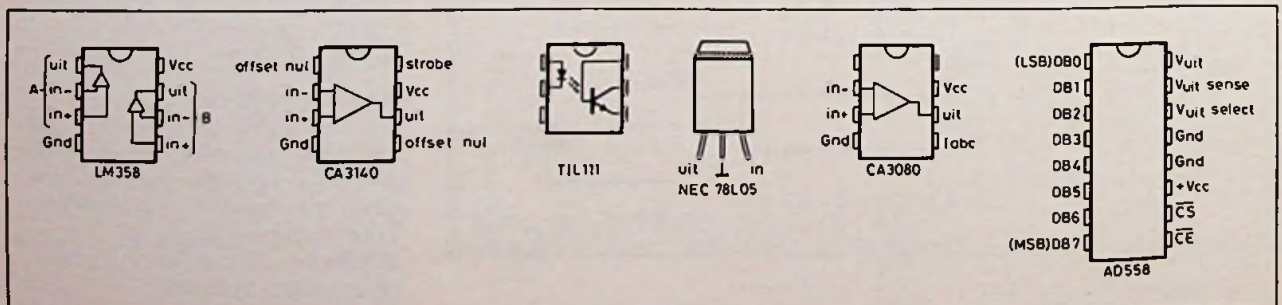 A
uit
in-
in+
Gnd
Vcc
uit
in-
in+
B
LM358
offset nul
in-
in+
Gnd
strobe
Vcc
uit
offset nul
CA3140
TIL111
uit ⊥ in
NEC 78L05
in-
in+
Gnd
Vcc
uit
Iabc
CA3080
(LSB)DB0
DB1
DB2
DB3
DB4
DB5
DB6
(MSB)DB7
Vuit
Vuit sense
Vuit select
Gnd
Gnd
+Vcc
C̅S̅
C̅E̅
AD558